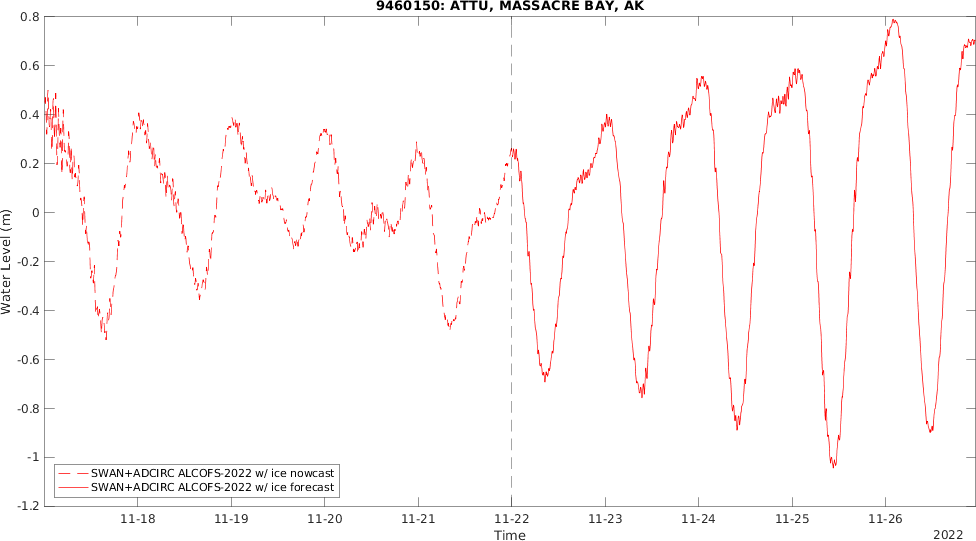 9460150: ATTU, MASSACRE BAY, AK
0.8
0.6
0.4
0.2
0
-0.2
-0.4
-0.6
-0.8
-1
-1.2
Water Level (m)
SWAN+ADCIRC ALCOFS-2022 w/ ice nowcast
SWAN+ADCIRC ALCOFS-2022 w/ ice forecast
11-18 11-19 11-20 11-21 11-22 11-23 11-24 11-25 11-26
Time
2022